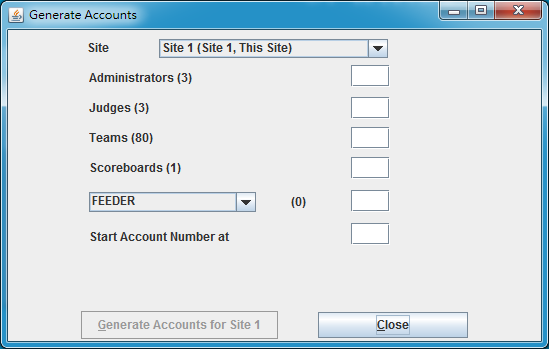 Generate Accounts
Site Site 1 (Site 1, This Site)
Administrators (3)
Judges (3)
Teams (80)
Scoreboards (1)
FEEDER (0)
Start Account Number at
Generate Accounts for Site 1 Close